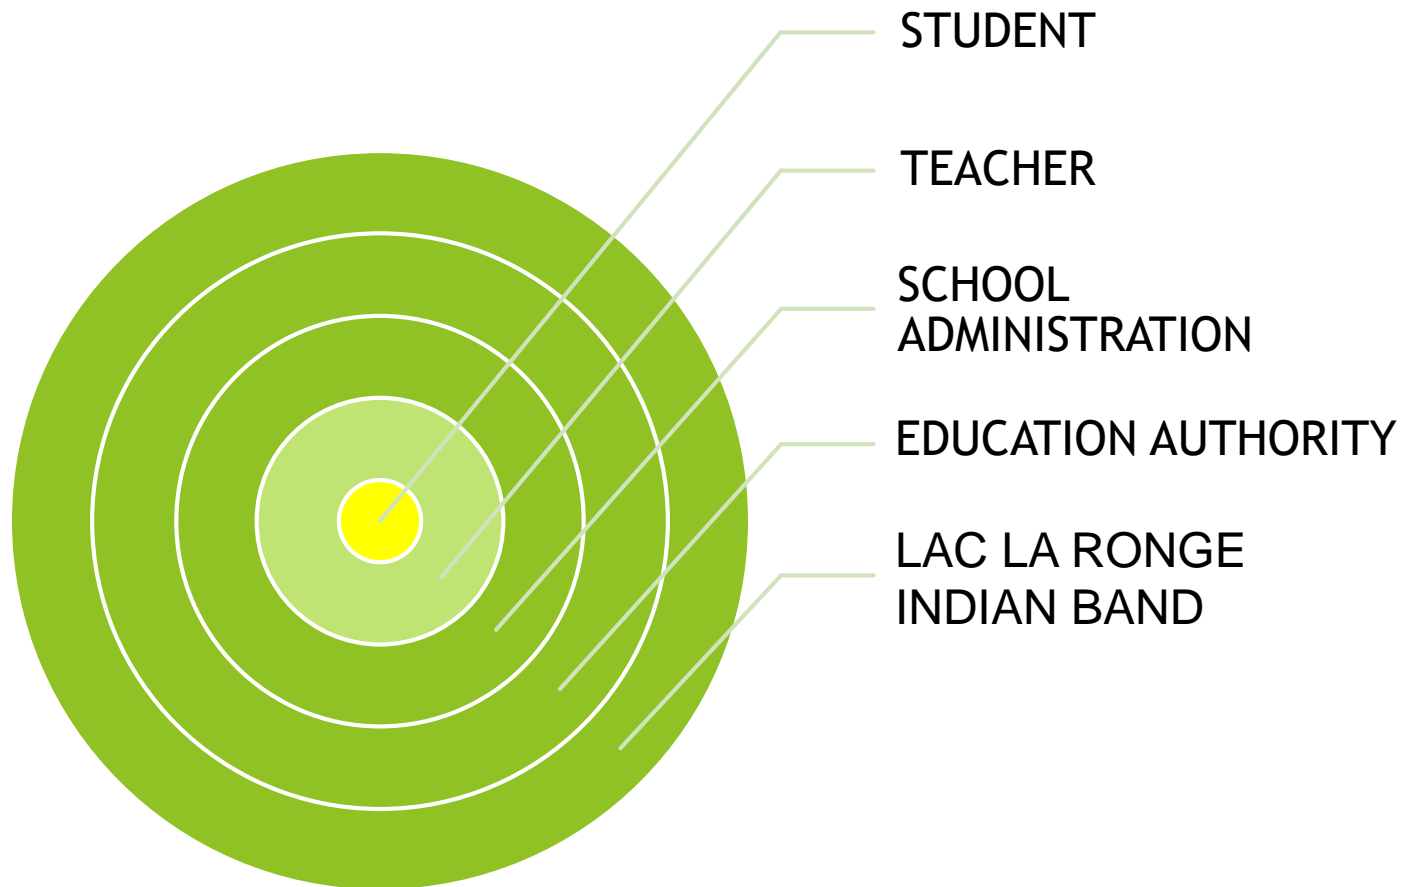 STUDENT
TEACHER
SCHOOL
ADMINISTRATION
EDUCATION AUTHORITY
LAC LA RONGE
INDIAN BAND